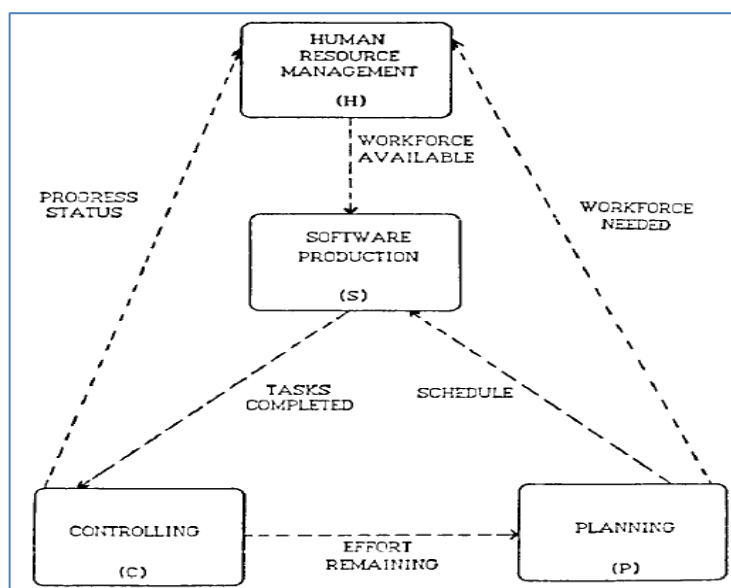 HUMAN
RESOURCE
MANAGEMENT
(H)
WORKFORCE
AVAILABLE
PROGRESS
STATUS
WORKFORCE
NEEDED
SOFTWARE
PRODUCTION
(S)
TASKS
COMPLETED
SCHEDULE
CONTROLLING
(C)
EFFORT
REMAINING
PLANNING
(P)